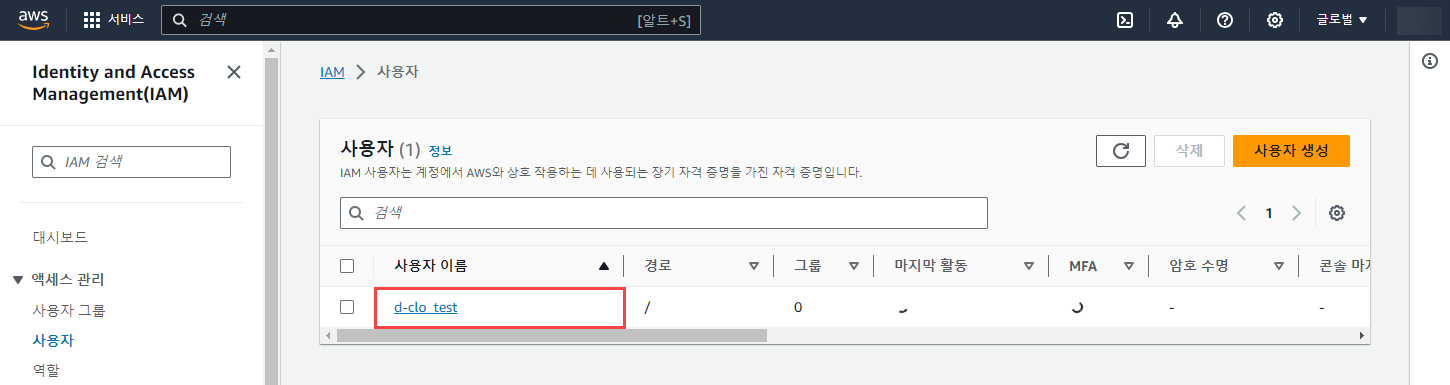 aws 서비스 검색 [알트+S] 글로벌
Identity and Access
Management(IAM)
IAM 검색
대시보드
액세스 관리
사용자 그룹
사용자
역할
IAM 사용자
사용자 (1) 정보
삭제
사용자 생성
IAM 사용자는 계정에서 AWS와 상호 작용하는 데 사용되는 장기 자격 증명을 가진 자격 증명입니다.
검색
1
사용자 이름 경로 그룹 마지막 활동 MFA 암호 수명 콘솔 마지
d-clo_test / 0 - -